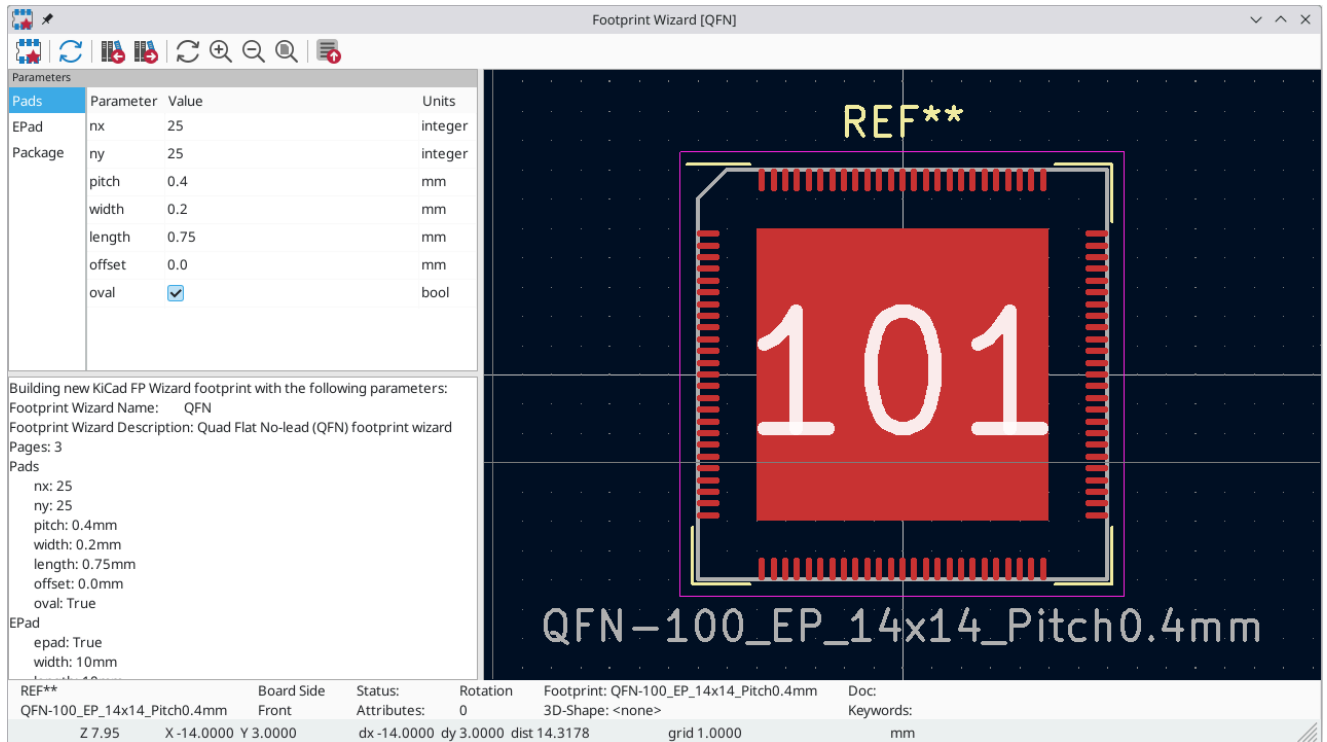 Footprint Wizard [QFN]
Parameters
Pads
EPad
Package
Parameter Value Units
nx 25 integer
ny 25 integer
pitch 0.4 mm
width 0.2 mm
length 0.75 mm
offset 0.0 mm
oval bool
Building new KiCad FP Wizard footprint with the following parameters:
Footprint Wizard Name: QFN
Footprint Wizard Description: Quad Flat No-lead (QFN) footprint wizard
Pages: 3
Pads
nx: 25
ny: 25
pitch: 0.4mm
width: 0.2mm
length: 0.75mm
offset: 0.0mm
oval: True
EPad
epad: True
width: 10mm
REF**
101
QFN-100_EP_14x14_Pitch0.4mm
REF** Board Side Status: Rotation Footprint: QFN-100_EP_14x14_Pitch0.4mm Doc:
QFN-100_EP_14x14_Pitch0.4mm Front Attributes: 0 3D-Shape: <none> Keywords:
Z 7.95 X -14.0000 Y 3.0000 dx -14.0000 dy 3.0000 dist 14.3178 grid 1.0000 mm